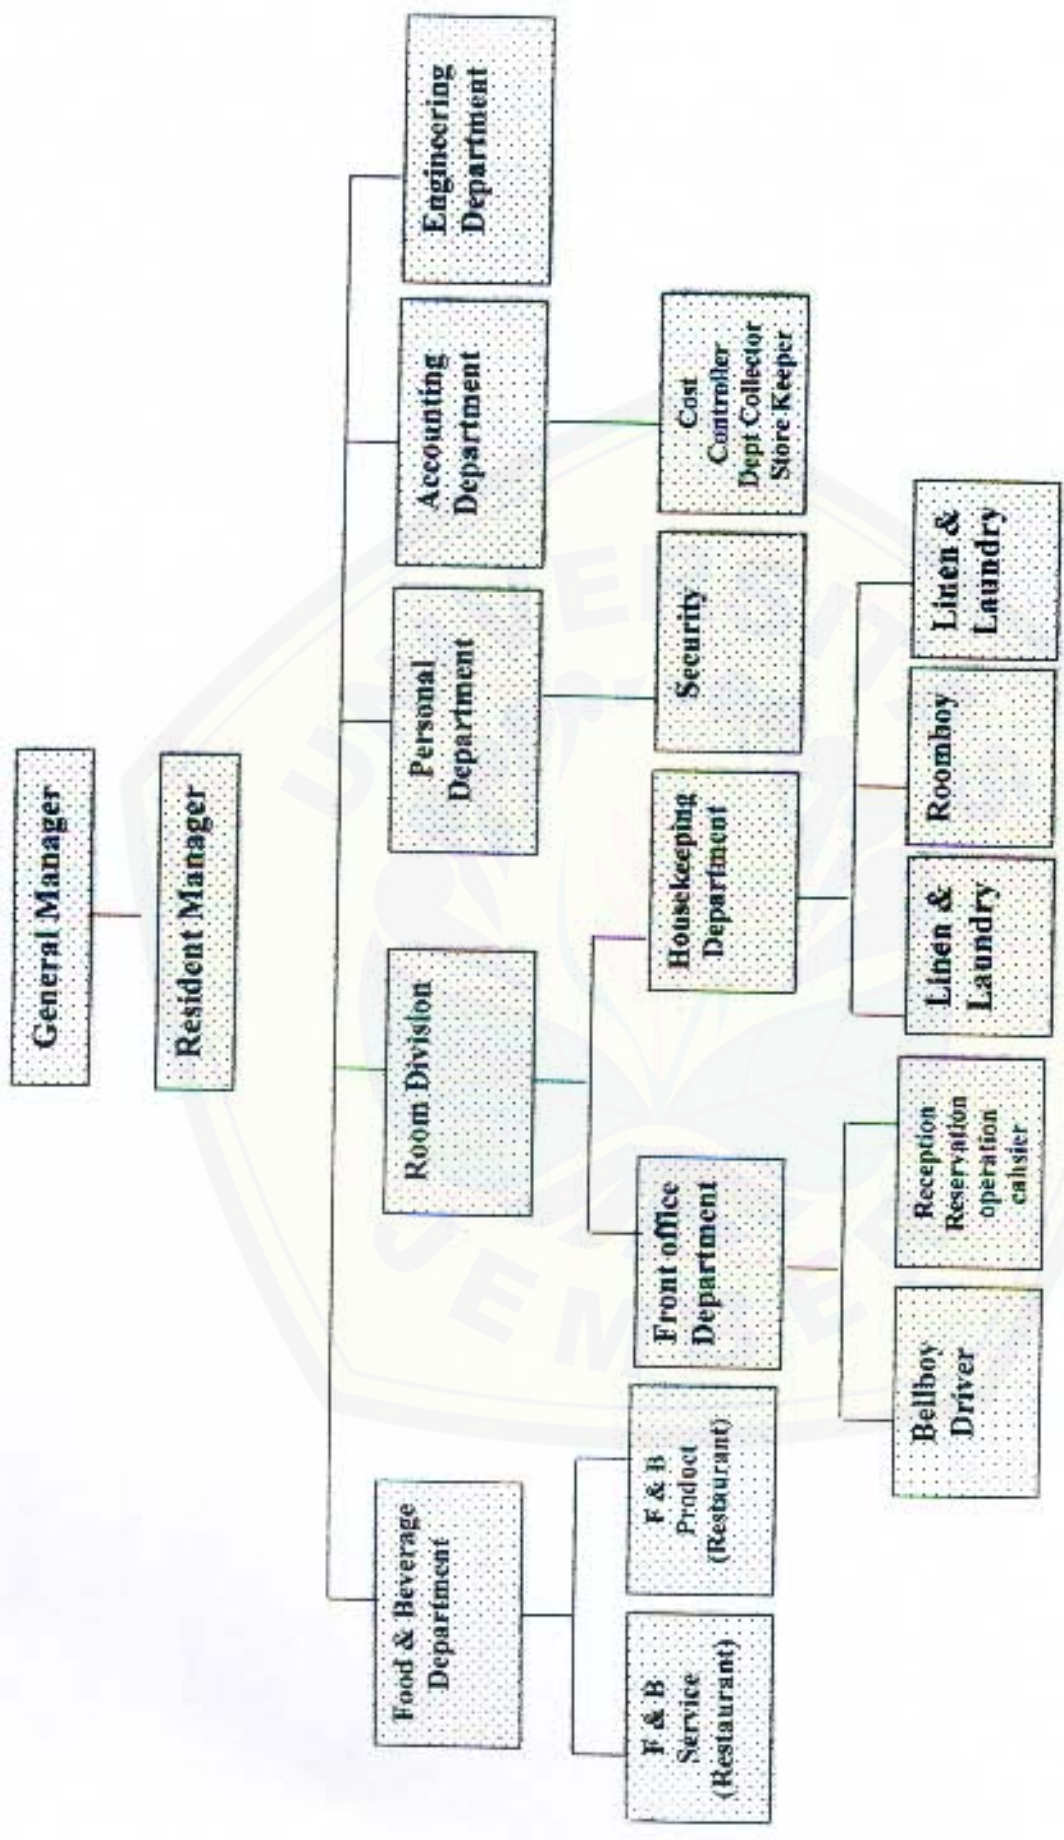 General Manager
Resident Manager
Food & Beverage
Department
Room Division
Personal
Department
Accounting
Department
Engineering
Department
F & B
Service
(Restaurant)
F & B
Product
(Restaurant)
Front office
Department
Housekeeping
Department
Security
Cost
Controller
Dept Collector
Store Keeper
Bellboy
Driver
Reception
Reservation
operation
cahsier
Linen &
Laundry
Roomboy
Linen &
Laundry